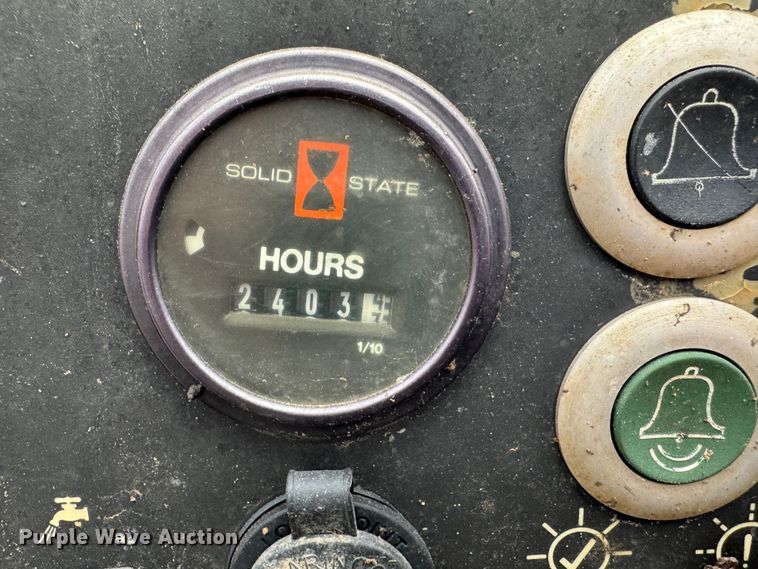 SOLID STATE
HOURS
2403
1/10
Purple Wave Auction